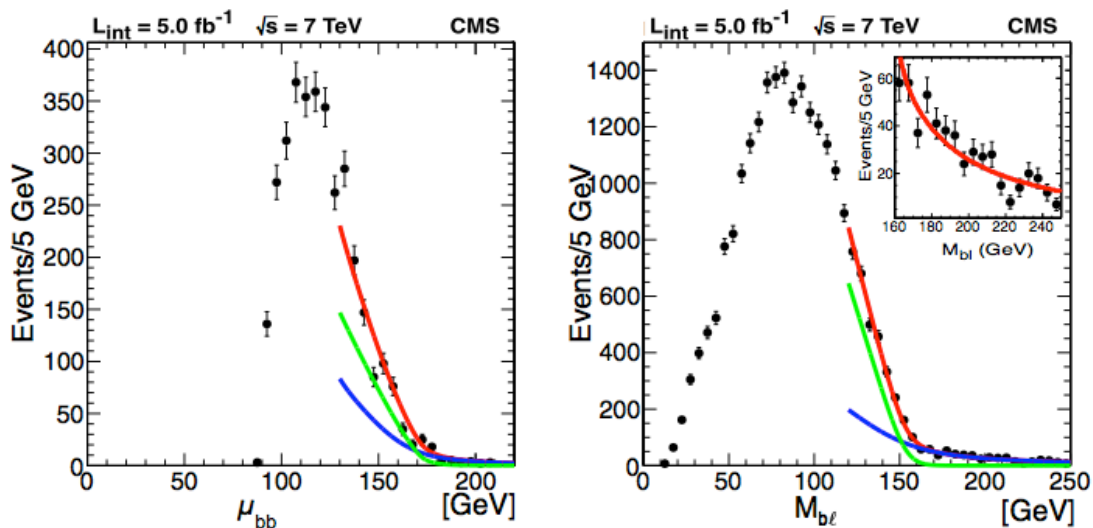 L_int = 5.0 fb⁻¹ √s = 7 TeV CMS
Events/5 GeV
400
350
300
250
200
150
100
50
0
0 50 100 150 200
μ_bb [GeV]
L_int = 5.0 fb⁻¹ √s = 7 TeV CMS
Events/5 GeV
1400
1200
1000
800
600
400
200
0
0 50 100 150 200 250
M_bℓ [GeV]
Events/5 GeV
60
40
20
160 180 200 220 240
M_bl (GeV)